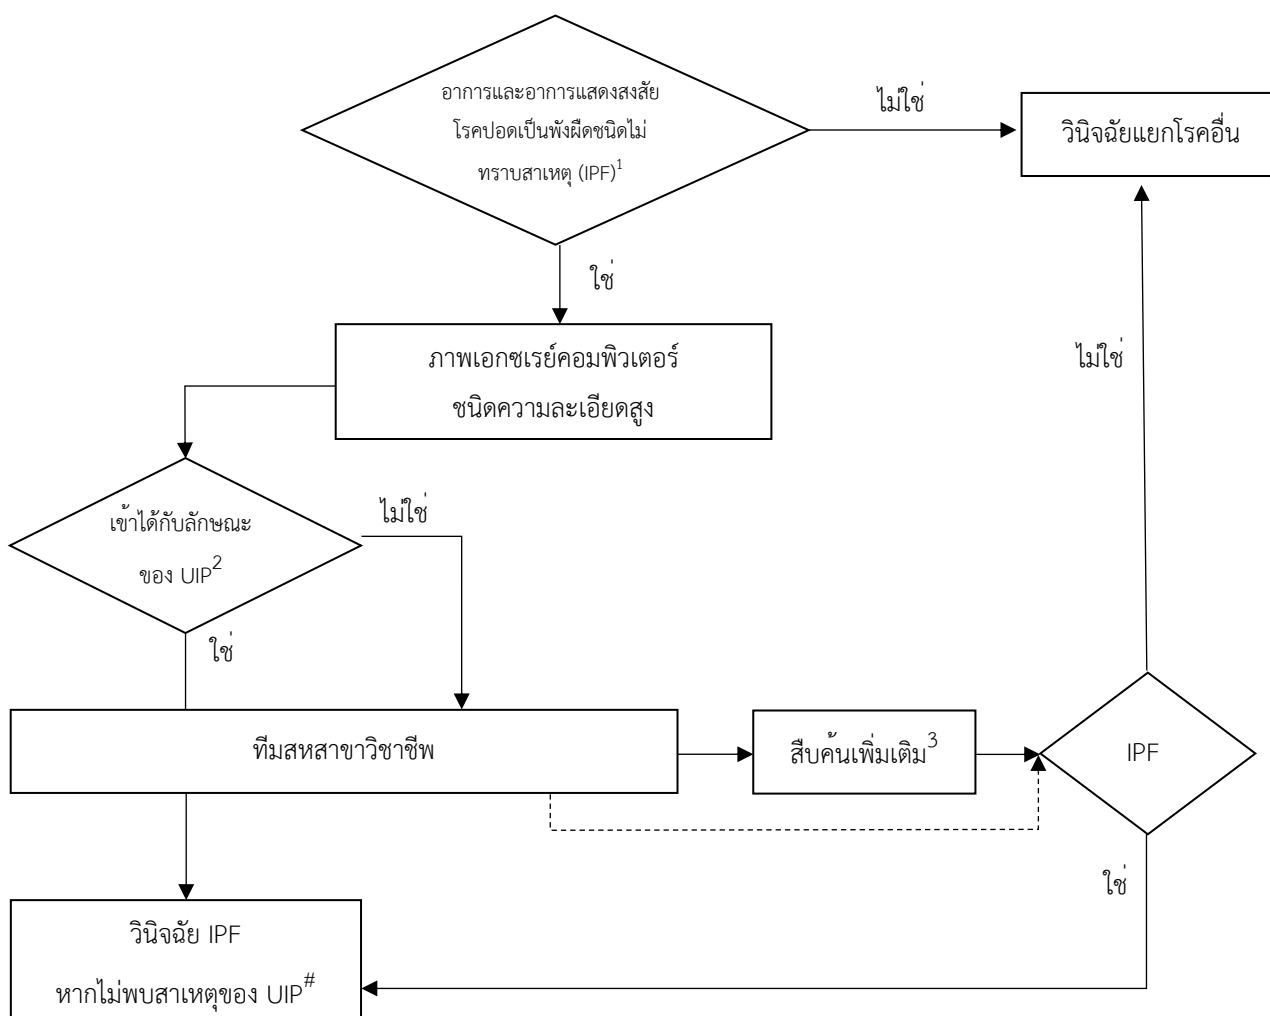 อาการและอาการแสดงสงสัย
โรคปอดเป็นพังผืดชนิดไม่
ทราบสาเหตุ (IPF)1
ไม่ใช่
วินิจฉัยแยกโรคอื่น
ใช่
ภาพเอกซเรย์คอมพิวเตอร์
ชนิดความละเอียดสูง
ไม่ใช่
เข้าได้กับลักษณะ
ของ UIP2
ไม่ใช่
ใช่
ทีมสหสาขาวิชาชีพ
สืบค้นเพิ่มเติม3
IPF
ใช่
วินิจฉัย IPF
หากไม่พบสาเหตุของ UIP#